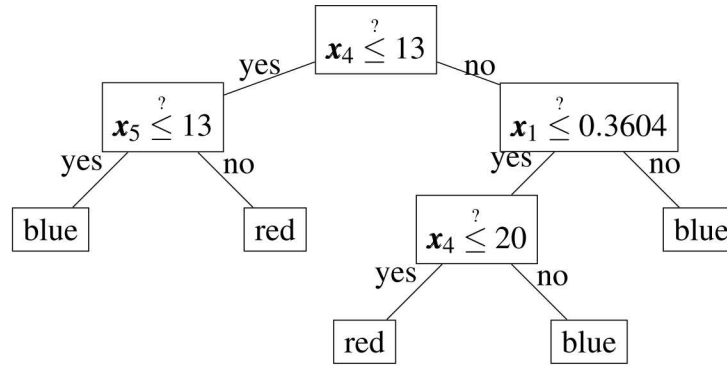 x₄ ≤? 13
yes no
x₅ ≤? 13 x₁ ≤? 0.3604
yes no yes no
blue red x₄ ≤? 20 blue
yes no
red blue